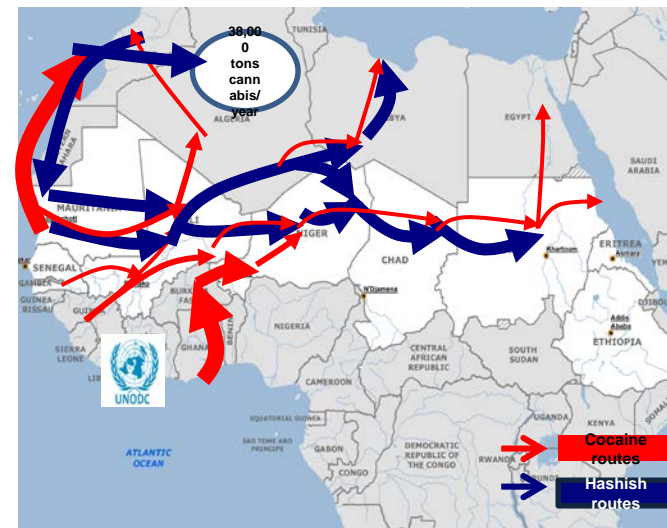 38,00
0
tons
cann
abis/
year
TUNISIA
ALGERIA
EGYPT
SAUDI
ARABIA
MAURITANIA
NIGER
CHAD
Khartoum
ERITREA
Asmara
SENEGAL
GAMBIA
GUINEA-
BISSAU
N'Djamena
NIGERIA
BENIN
GHANA
SIERRA
LEONE
UNODC
CENTRAL
AFRICAN
REPUBLIC
SOUTH
SUDAN
Addis
Ababa
ETHIOPIA
CAMEROON
EQUATORIAL GUINEA
SAO TOME AND
PRINCIPE
GABON
CONGO
DEMOCRATIC
REPUBLIC OF
THE CONGO
UGANDA
KENYA
RWANDA
ATLANTIC
OCEAN
Cocaine
routes
Hashish
routes